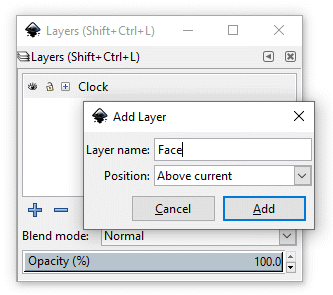 Layers (Shift+Ctrl+L)
Layers (Shift+Ctrl+L)
Clock
Add Layer
Layer name: Face
Position: Above current
Cancel Add
Blend mode: Normal
Opacity (%) 100.0